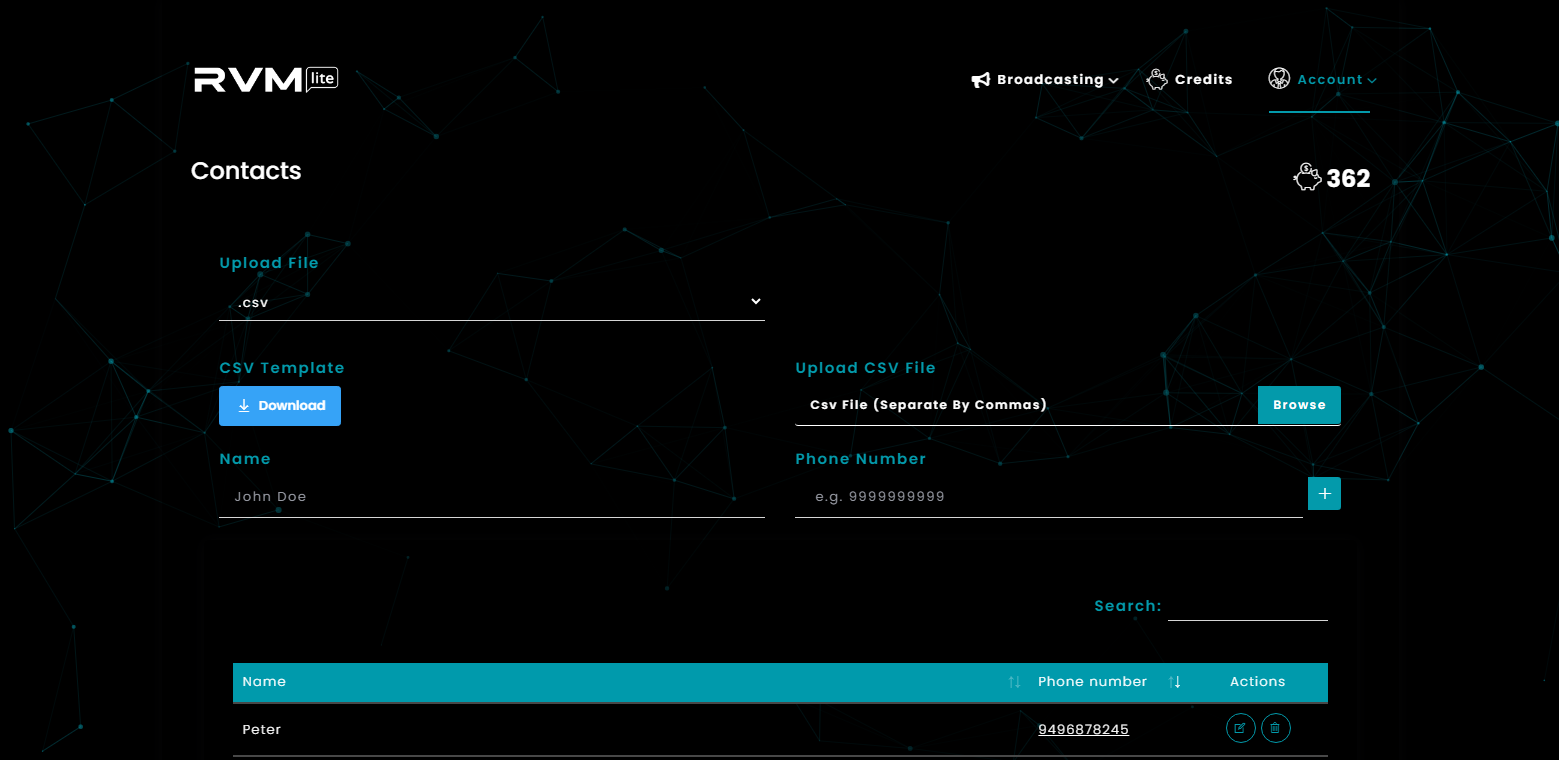 RVM lite
Broadcasting Credits Account
Contacts
362
Upload File
.csv
CSV Template Upload CSV File
Download Csv File (Separate By Commas) Browse
Name Phone Number
John Doe e.g. 9999999999 +
Search:
Name Phone number Actions
Peter 9496878245